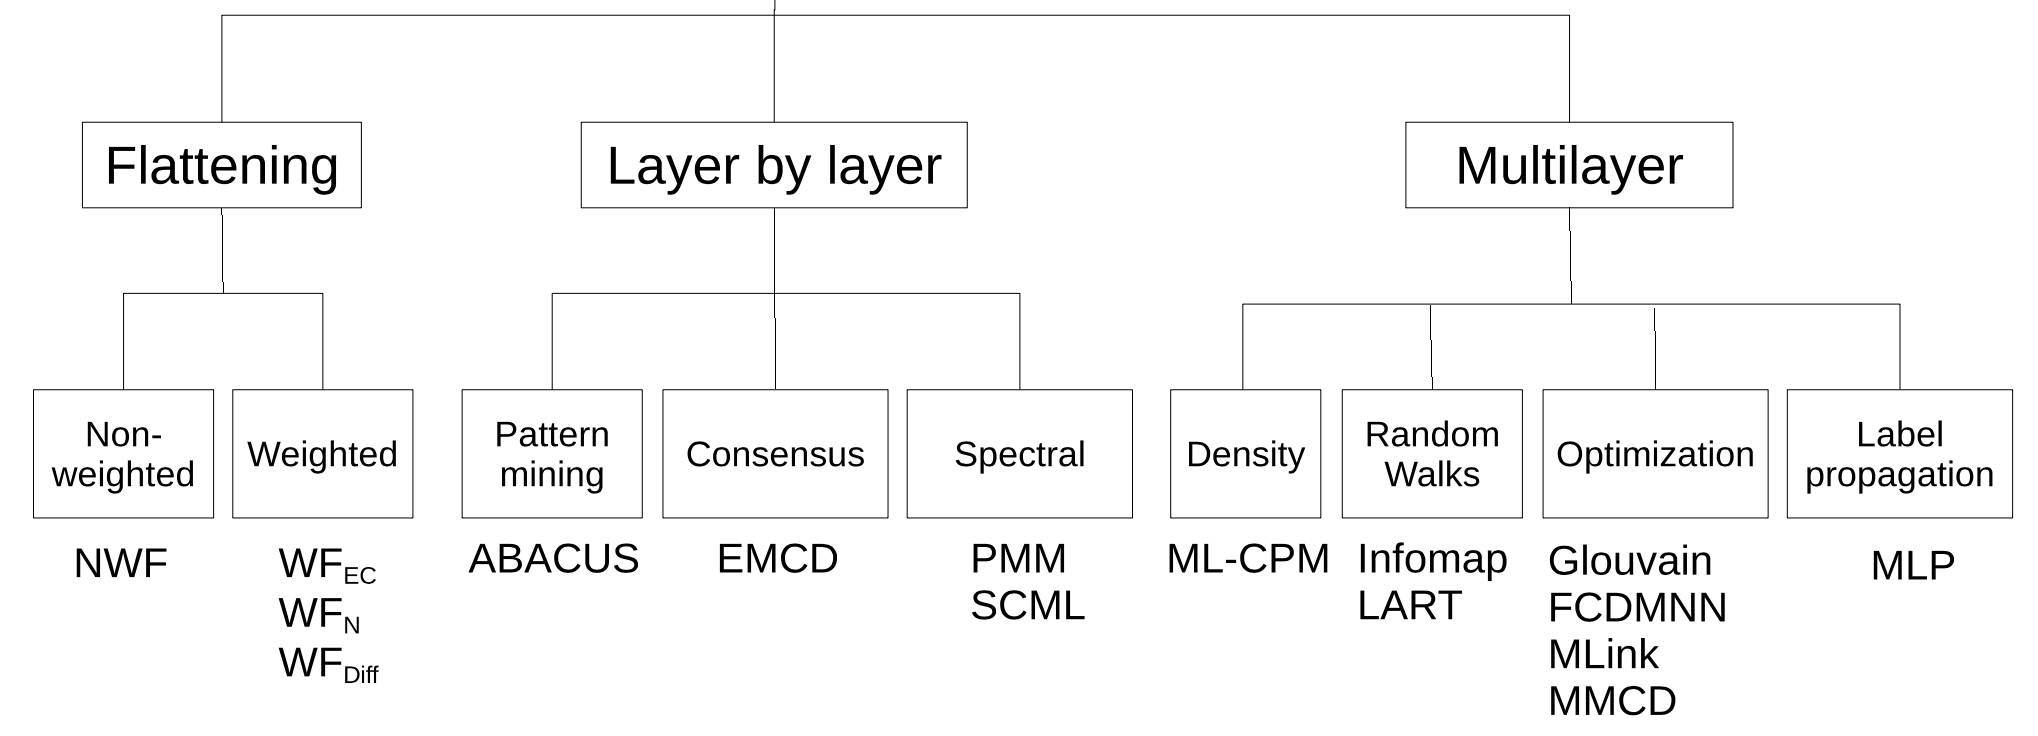 Flattening
Layer by layer
Multilayer
Non-
weighted
Weighted
Pattern
mining
Consensus
Spectral
Density
Random
Walks
Optimization
Label
propagation
NWF
WFEC
WFN
WFDiff
ABACUS
EMCD
PMM
SCML
ML-CPM
Infomap
LART
Glouvain
FCDMNN
MLink
MMCD
MLP